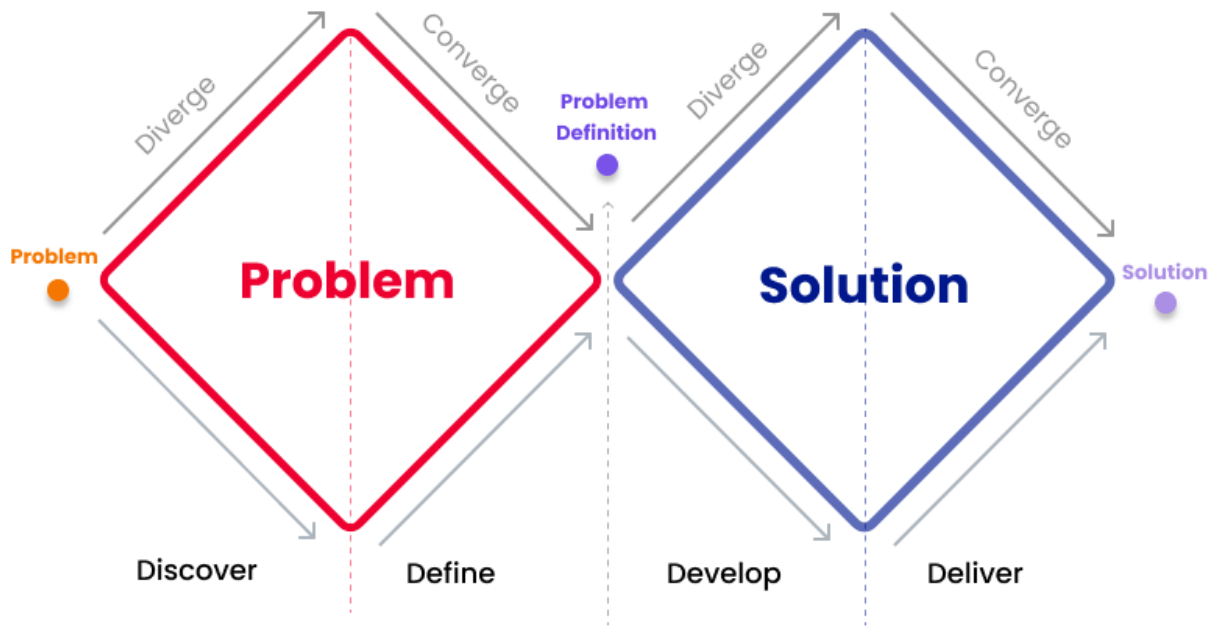 Diverge
Converge
Problem
Definition
Diverge
Converge
Problem
Problem
Solution
Solution
Discover
Define
Develop
Deliver